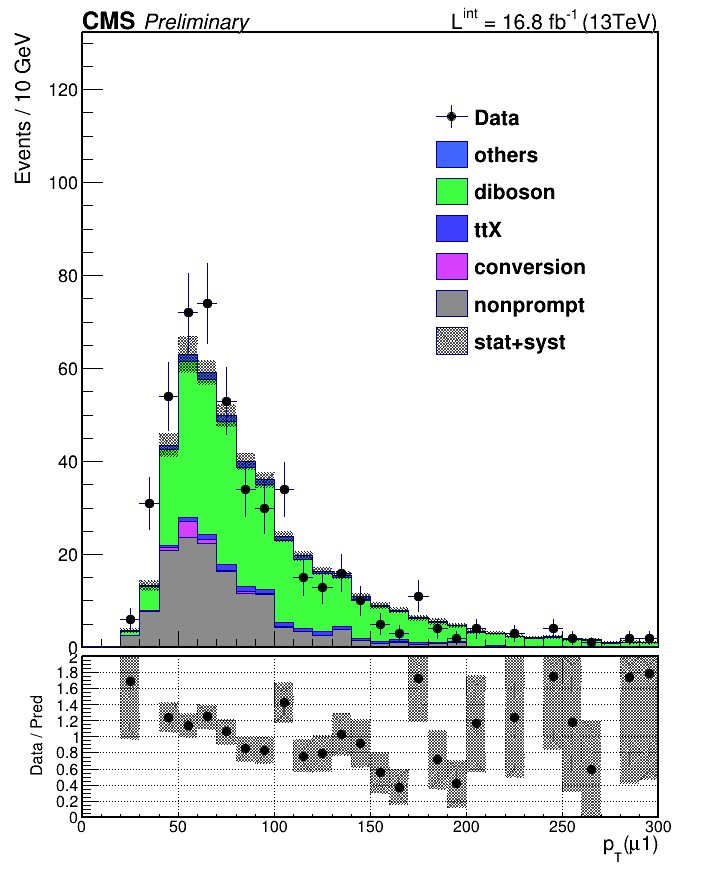 CMS Preliminary L^int = 16.8 fb^-1 (13TeV)
Events / 10 GeV
120
100
80
60
40
20
0
Data
others
diboson
ttX
conversion
nonprompt
stat+syst
Data / Pred
2
1.8
1.6
1.4
1.2
1
0.8
0.6
0.4
0.2
0
0 50 100 150 200 250 300
p_T(μ1)